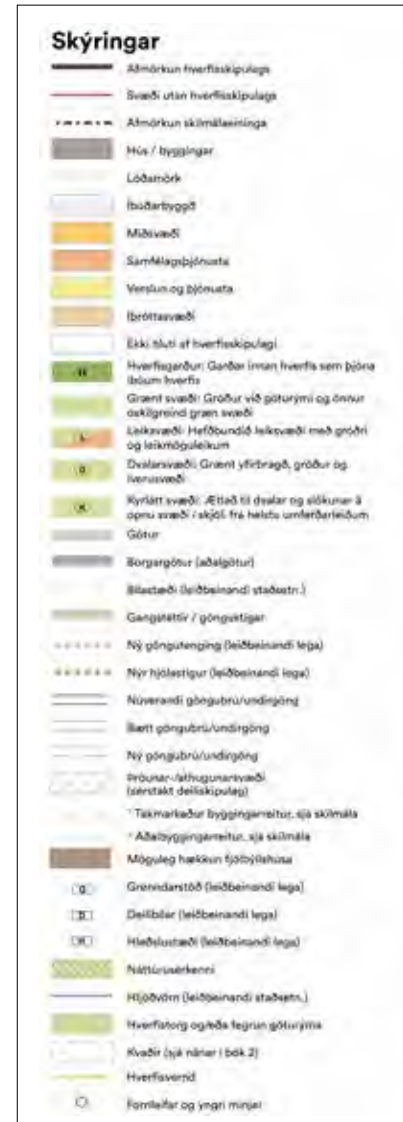 Skýringar
Afmörkun hverfisskipulags
Svæði utan hverfisskipulags
Afmörkun skilmálaeininga
Hús / byggingar
Lóðamörk
Íbúðarbyggð
Miðsvæði
Samfélagsþjónusta
Verslun og þjónusta
Íþróttasvæði
Ekki hluti af hverfisskipulagi
H
Hverfisgarður: Garðar innan hverfis sem þjóna
íbúum hverfis
Grænt svæði: Gróður við göturými og önnur
óskilgreind græn svæði
L
Leiksvæði: Hefðbundið leiksvæði með gróðri
og leikmöguleikum
D
Dvalarsvæði: Grænt yfirbragð, gróður og
íverusvæði
K
Kyrlátt svæði: Ætlað til dvalar og slökunar á
opnu svæði í skjóli frá helstu umferðarleiðum
Götur
Borgargötur (aðalgötur)
Bílastæði (leiðbeinandi staðsetn.)
Gangstéttir / göngustígar
Ný göngutenging (leiðbeinandi lega)
Nýr hjólastígur (leiðbeinandi lega)
Núverandi göngubrú/undirgöng
Bætt göngubrú/undirgöng
Ný göngubrú/undirgöng
Þróunar-/athugunarsvæði
(sérstakt deiliskipulag)
* Takmarkaður byggingarreitur, sjá skilmála
* Aðalbyggingarreitur, sjá skilmála
Möguleg hækkun fjölbýlishúsa
G
Grenndarstöð (leiðbeinandi lega)
D
Deilibílar (leiðbeinandi lega)
H
Hleðslustæði (leiðbeinandi lega)
Náttúrusérkenni
Hljóðvörn (leiðbeinandi staðsetn.)
Hverfistorg og/eða fegrun göturýma
Kvaðir (sjá nánar í bók 2)
Hverfisvernd
Fornleifar og yngri minjar